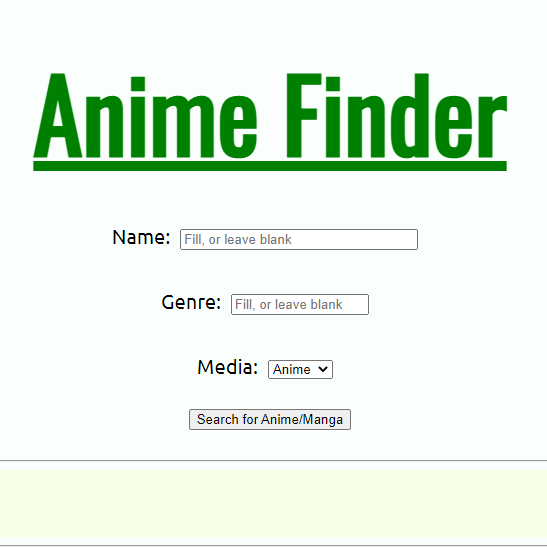 Anime Finder
Name: Fill, or leave blank
Genre: Fill, or leave blank
Media: Anime
Search for Anime/Manga